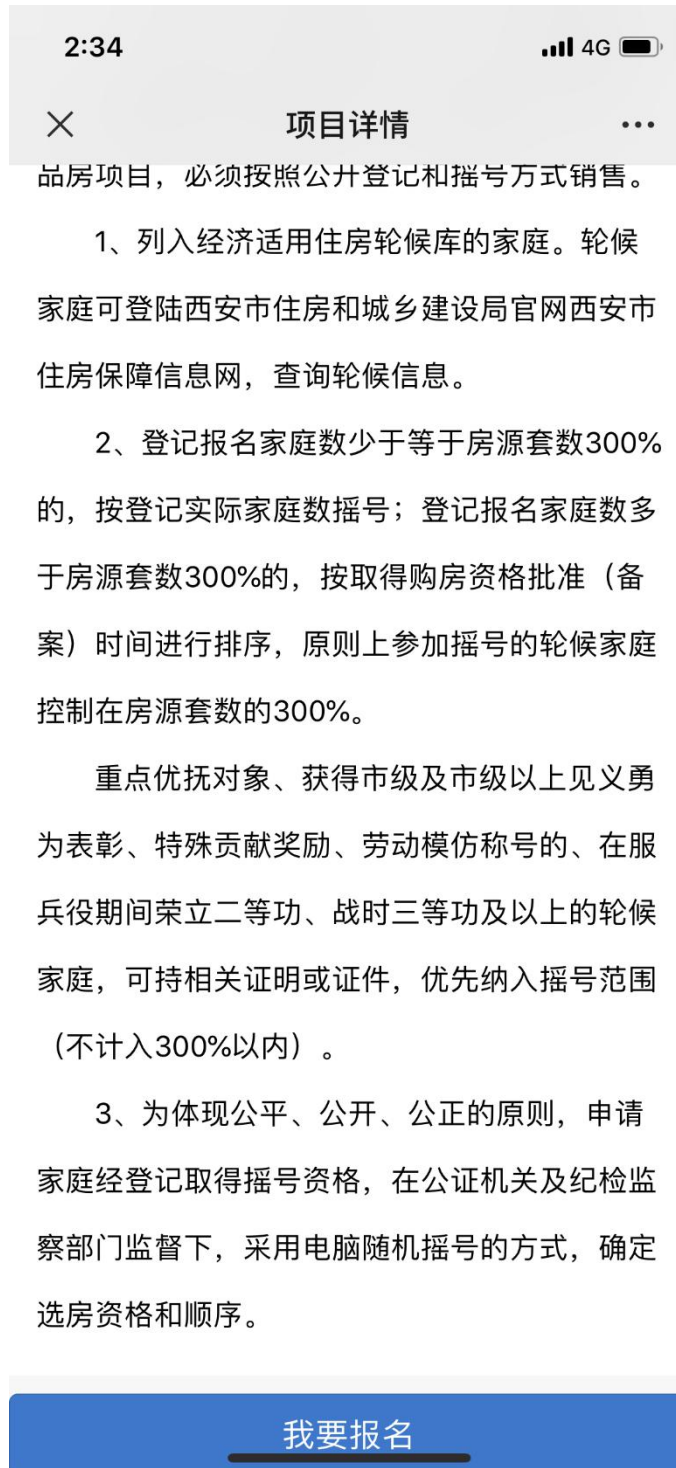 2:34 4G
项目详情
品房项目，必须按照公开登记和摇号方式销售。
1、列入经济适用住房轮候库的家庭。轮候
家庭可登陆西安市住房和城乡建设局官网西安市
住房保障信息网，查询轮候信息。
2、登记报名家庭数少于等于房源套数300%
的，按登记实际家庭数摇号；登记报名家庭数多
于房源套数300%的，按取得购房资格批准（备
案）时间进行排序，原则上参加摇号的轮候家庭
控制在房源套数的300%。
重点优抚对象、获得市级及市级以上见义勇
为表彰、特殊贡献奖励、劳动模仿称号的、在服
兵役期间荣立二等功、战时三等功及以上的轮候
家庭，可持相关证明或证件，优先纳入摇号范围
（不计入300%以内）。
3、为体现公平、公开、公正的原则，申请
家庭经登记取得摇号资格，在公证机关及纪检监
察部门监督下，采用电脑随机摇号的方式，确定
选房资格和顺序。
我要报名